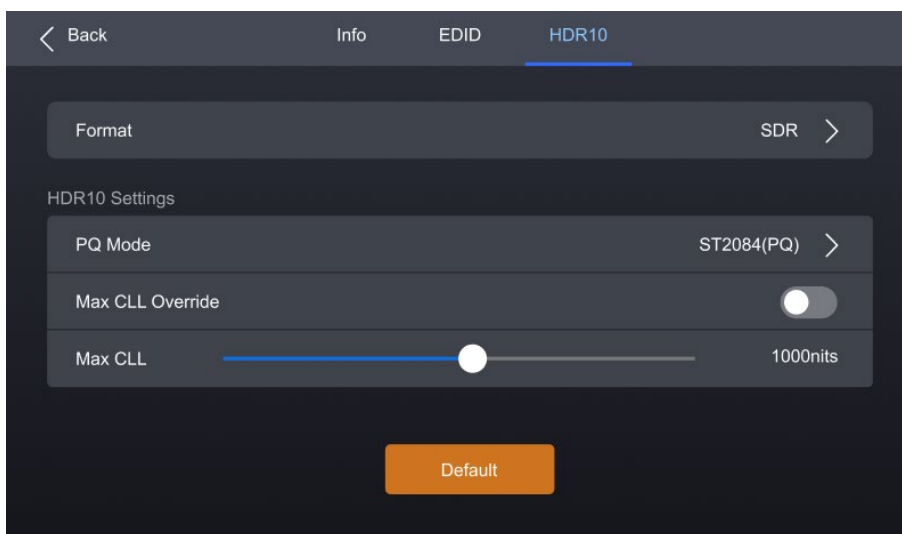 Back Info EDID HDR10
Format SDR
HDR10 Settings
PQ Mode ST2084(PQ)
Max CLL Override
Max CLL 1000nits
Default